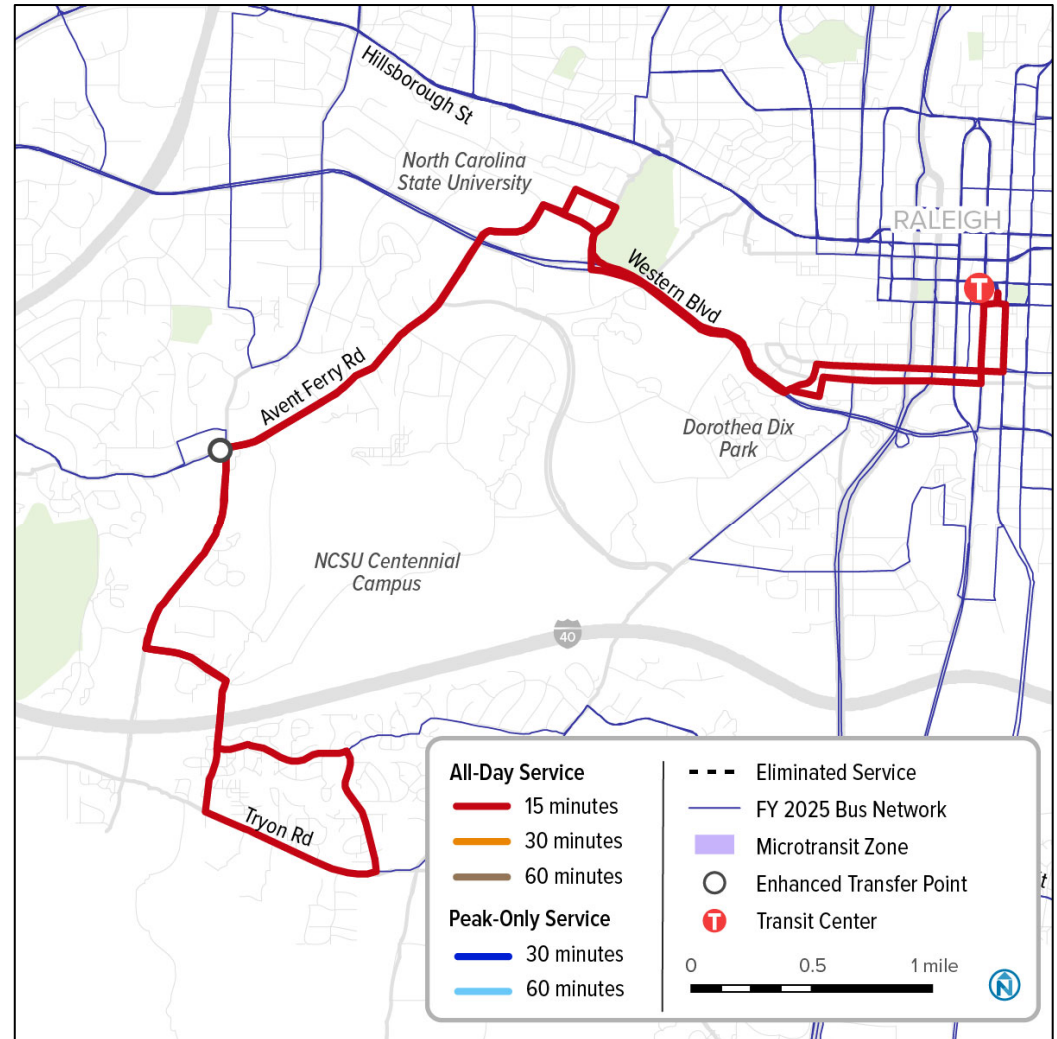 Hillsborough St
North Carolina
State University
RALEIGH
T
Western Blvd
Avent Ferry Rd
Dorothea Dix
Park
NCSU Centennial
Campus
40
Tryon Rd
All-Day Service
15 minutes
30 minutes
60 minutes
Peak-Only Service
30 minutes
60 minutes
Eliminated Service
FY 2025 Bus Network
Microtransit Zone
Enhanced Transfer Point
T Transit Center
0 0.5 1 mile
N